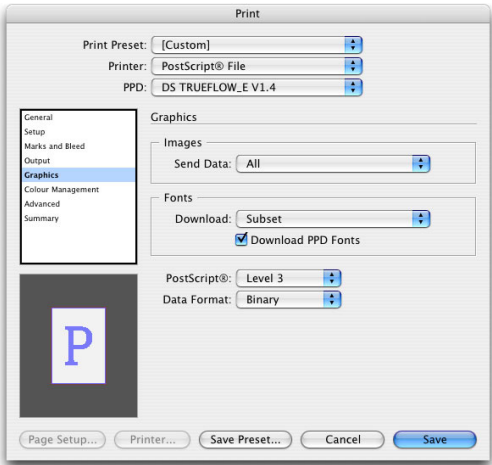 Print
Print Preset: [Custom]
Printer: PostScript® File
PPD: DS TRUEFLOW_E V1.4
General
Setup
Marks and Bleed
Output
Graphics
Colour Management
Advanced
Summary
Graphics
Images
Send Data: All
Fonts
Download: Subset
Download PPD Fonts
PostScript®: Level 3
Data Format: Binary
P
Page Setup... Printer... Save Preset... Cancel Save